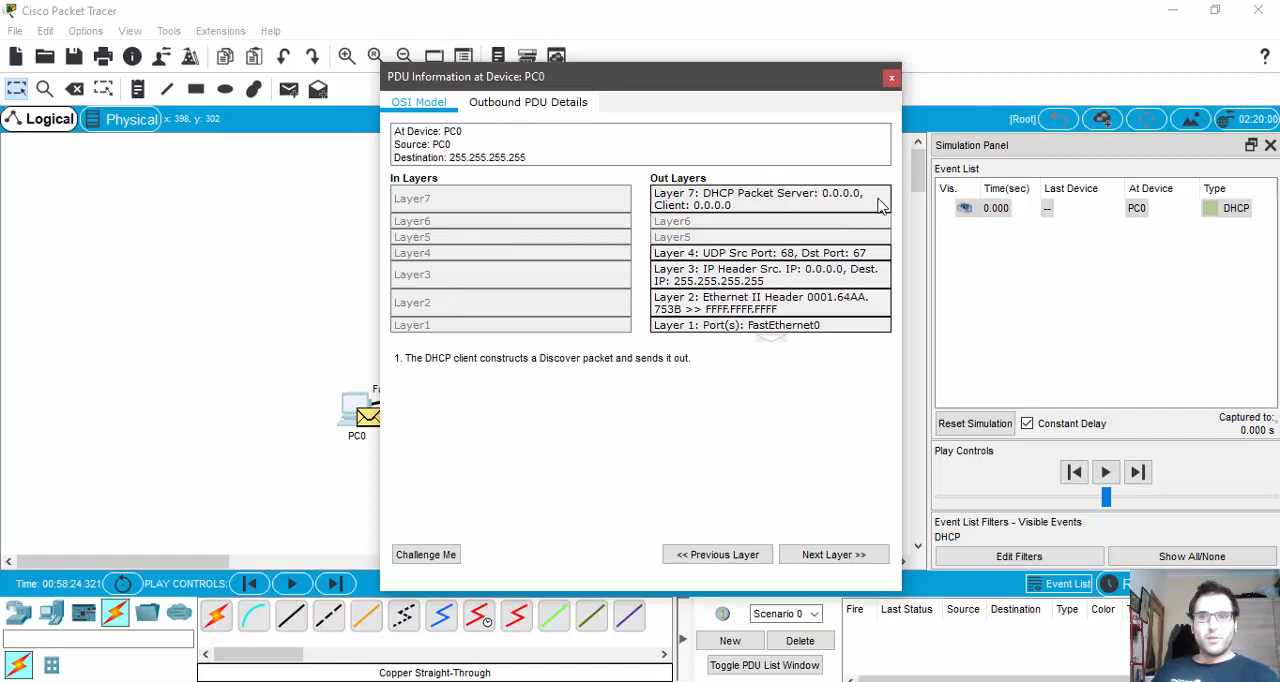 Cisco Packet Tracer
File Edit Options View Tools Extensions Help
?
Logical
Physical
x: 398, y: 302
[Root]
02:20:00
PDU Information at Device: PC0
x
OSI Model
Outbound PDU Details
At Device: PC0
Source: PC0
Destination: 255.255.255.255
In Layers
Layer7
Layer6
Layer5
Layer4
Layer3
Layer2
Layer1
Out Layers
Layer 7: DHCP Packet Server: 0.0.0.0,
Client: 0.0.0.0
Layer6
Layer5
Layer 4: UDP Src Port: 68, Dst Port: 67
Layer 3: IP Header Src. IP: 0.0.0.0, Dest.
IP: 255.255.255.255
Layer 2: Ethernet II Header 0001.64AA.
753B >> FFFF.FFFF.FFFF
Layer 1: Port(s): FastEthernet0
1. The DHCP client constructs a Discover packet and sends it out.
Challenge Me
<< Previous Layer
Next Layer >>
Fa
PC0
Simulation Panel
Event List
Vis. Time(sec) Last Device At Device Type
0.000 -- PC0 DHCP
Reset Simulation
Constant Delay
Captured to:
0.000 s
Play Controls
Event List Filters - Visible Events
DHCP
Edit Filters
Show All/None
Time: 00:58:24.321
PLAY CONTROLS:
Event List
R
Copper Straight-Through
Scenario 0
New
Delete
Toggle PDU List Window
Fire Last Status Source Destination Type Color